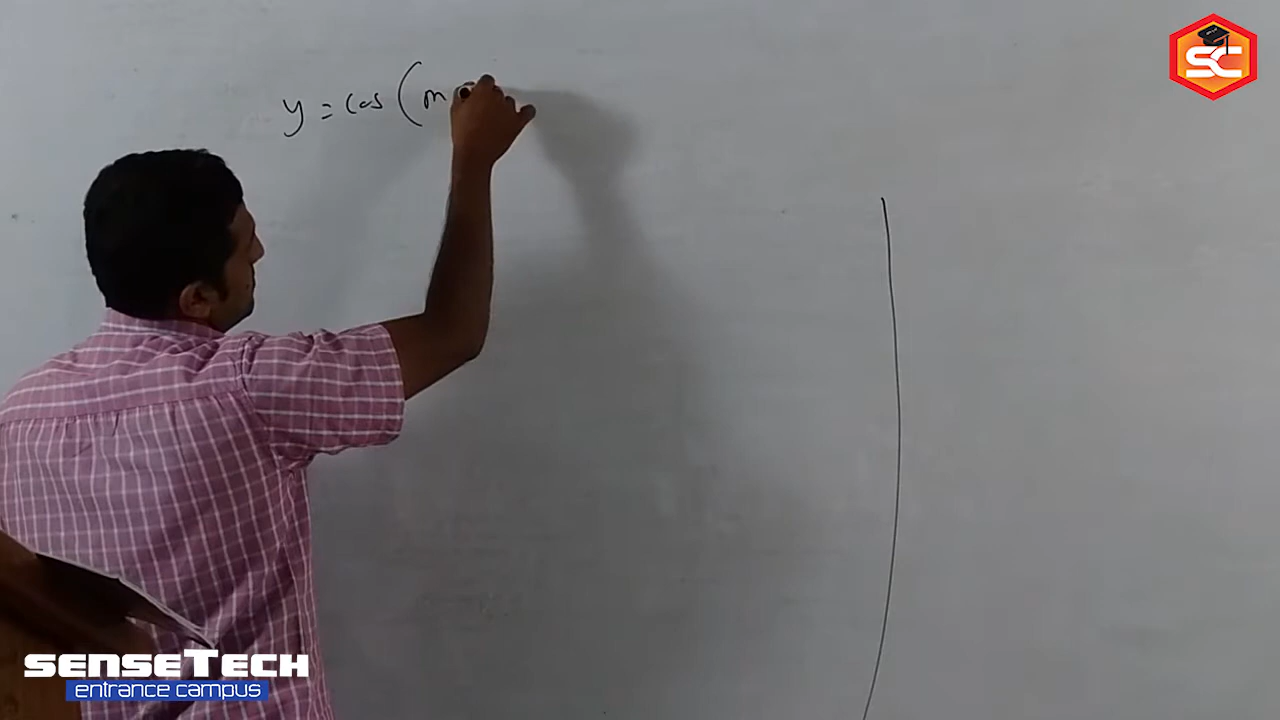 y = cos (m
SC
senseTech
entrance campus